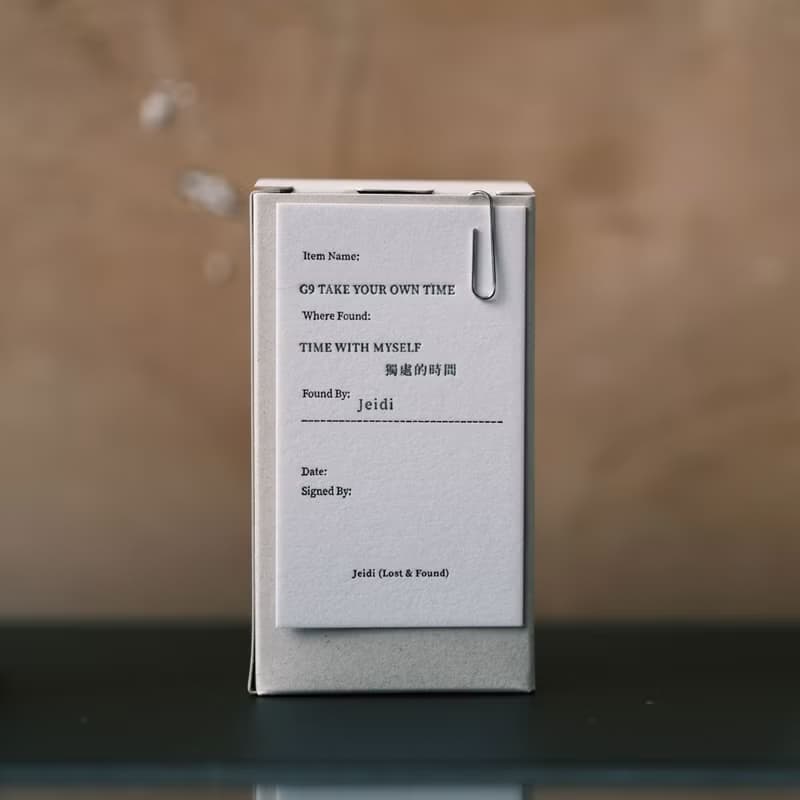 Item Name:
G9 TAKE YOUR OWN TIME
Where Found:
TIME WITH MYSELF
獨處的時間
Found By: Jeidi
Date:
Signed By:
Jeidi (Lost & Found)